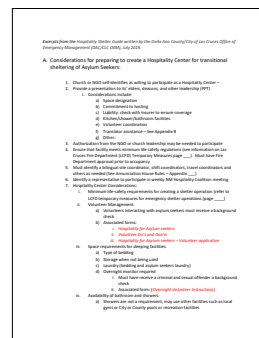 Excerpts from the Hospitality Shelter Guide written by the Doña Ana County/City of Las Cruces Office of
Emergency Management (DAC/CLC OEM), July 2019.
A. Considerations for preparing to create a Hospitality Center for transitional
sheltering of Asylum Seekers:
1. Church or NGO self-identifies as willing to participate as a Hospitality Center –
2. Provide a presentation to its' elders, deacons, and other leadership (PPT)
i. Considerations include:
a) Space designation
b) Commitment to hosting
c) Liability; check with insurer to ensure coverage
d) Kitchen/shower/bathroom facilities
e) Volunteer coordination
f) Translator assistance – See Appendix B
g) Other:
3. Authorization from the NGO or church leadership may be needed to participate
4. Ensure that facility meets minimum life safety regulations (see information on Las
Cruces Fire Department (LCFD) Temporary Measures page ___). Must have Fire
Department approval prior to occupancy
5. Must identify a bilingual site coordinator, shift coordinators, travel coordinators and
others as needed (See Annunciation House Rules – Appendix ___)
6. Identify a representative to participate in weekly NM Hospitality Coalition meeting
7. Hospitality Center Considerations:
i. Minimum life-safety requirements for creating a shelter operation (refer to
LCFD temporary measures for emergency shelter operations (page ____)
ii. Volunteer Management:
a) Volunteers interacting with asylum seekers must receive a background
check
b) Associated forms:
i. Hospitality for Asylum Seekers
ii. Volunteer Do's and Don'ts
iii. Hospitality for Asylum Seekers – Volunteer application
iii. Space requirements for sleeping facilities:
a) Type of bedding
b) Storage when not being used
c) Laundry (bedding and asylum seekers laundry)
d) Overnight monitor required
i. Must have receive a criminal and sexual offender a background
check
ii. Associated form: (Overnight Volunteer Instructions)
iv. Availability of bathroom and showers:
a) Showers are not a requirement, may use other facilities such as local
gyms or City or County pools or recreation facilities